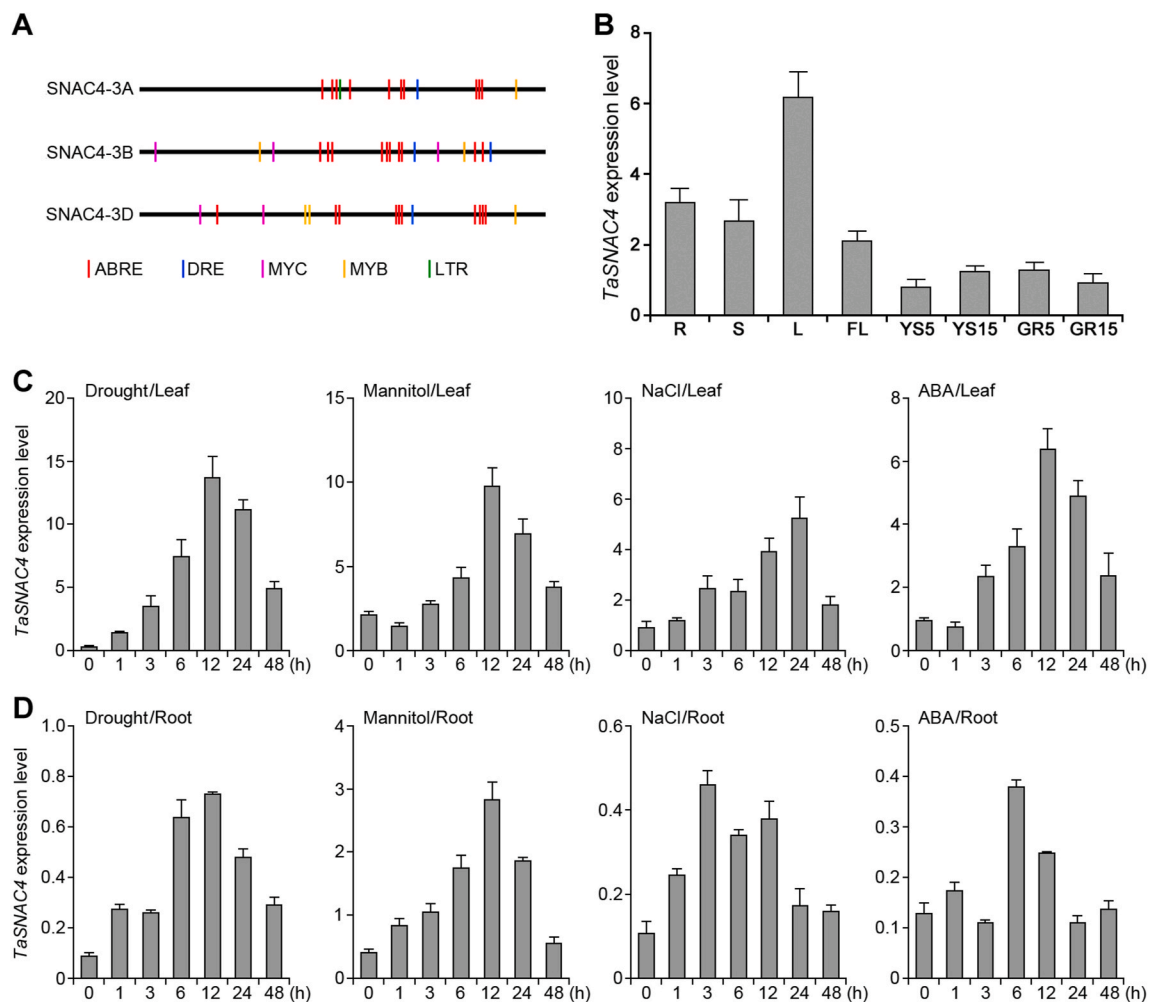 A
SNAC4-3A
SNAC4-3B
SNAC4-3D
ABRE DRE MYC MYB LTR
B
TaSNAC4 expression level
8
6
4
2
0
R S L FL YS5 YS15 GR5 GR15
C
TaSNAC4 expression level
Drought/Leaf
20
15
10
5
0
0 1 3 6 12 24 48 (h)
Mannitol/Leaf
15
10
5
0
0 1 3 6 12 24 48 (h)
NaCl/Leaf
10
8
6
4
2
0
0 1 3 6 12 24 48 (h)
ABA/Leaf
8
6
4
2
0
0 1 3 6 12 24 48 (h)
D
TaSNAC4 expression level
Drought/Root
1.0
0.8
0.6
0.4
0.2
0
0 1 3 6 12 24 48 (h)
Mannitol/Root
4
3
2
1
0
0 1 3 6 12 24 48 (h)
NaCl/Root
0.6
0.4
0.2
0
0 1 3 6 12 24 48 (h)
ABA/Root
0.5
0.4
0.3
0.2
0.1
0
0 1 3 6 12 24 48 (h)